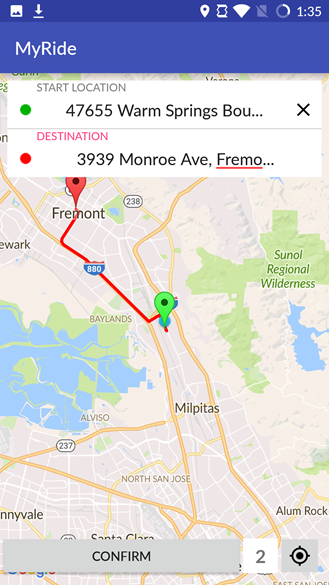 1:35
MyRide
START LOCATION
47655 Warm Springs Bou...
DESTINATION
3939 Monroe Ave, Fremo...
Fremont
238
ewark
880
Sunol
Regional
Wilderness
BAYLANDS
ALVISO
Milpitas
237
NORTH SAN JOSE
nnyvale
Alum Rock
Santa Clara
CONFIRM
2